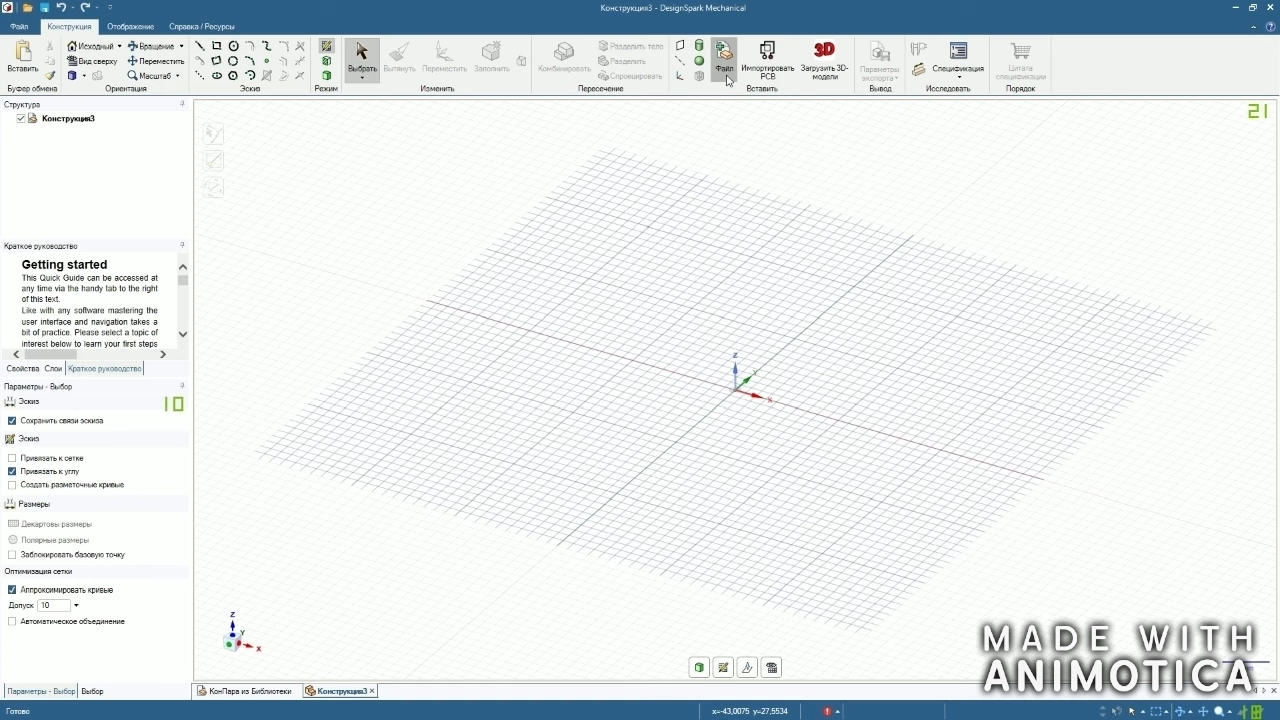 Конструкция3 - DesignSpark Mechanical
Файл Конструкция Отображение Справка / Ресурсы
Вставить
Буфер обмена
Исходный
Вид сверху
Вращение
Переместить
Масштаб
Ориентация
Эскиз
Режим
Выбрать
Вытянуть
Переместить
Заполнить
Изменить
Комбинировать
Разделить тело
Разделить
Спроецировать
Пересечение
Файл
Импортировать
PCB
Загрузить 3D-
модели
3D
Вставить
Параметры
экспорта
Вывод
Спецификация
Исследовать
Цитата
спецификации
Порядок
Структура
Конструкция3
Краткое руководство
Getting started
This Quick Guide can be accessed at
any time via the handy tab to the right
of this text.
Like with any software mastering the
user interface and navigation takes a
bit of practice. Please select a topic of
interest below to learn your first steps
Свойства Слои Краткое руководство
Параметры - Выбор
Эскиз
10
Сохранить связи эскиза
Эскиз
Привязать к сетке
Привязать к углу
Создать разметочные кривые
Размеры
Декартовы размеры
Полярные размеры
Заблокировать базовую точку
Оптимизация сетки
Аппроксимировать кривые
Допуск 10
Автоматическое объединение
Параметры - Выбор Выбор
21
Z
Y
X
Z
Y
X
КонПара из Библиотеки Конструкция3
MADE WITH
ANIMOTICA
Готово
x=-43,0075 y=27,5534